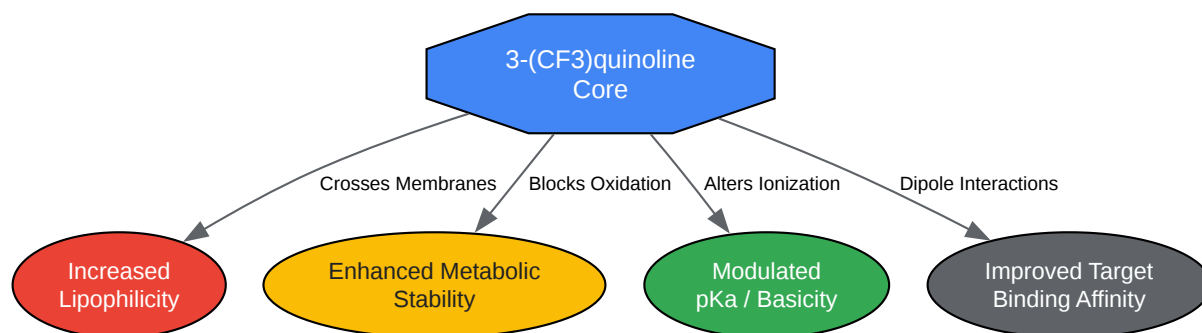 3-(CF3)quinoline
Core
Crosses Membranes
Blocks Oxidation
Alters Ionization
Dipole Interactions
Increased
Lipophilicity
Enhanced Metabolic
Stability
Modulated
pKa / Basicity
Improved Target
Binding Affinity